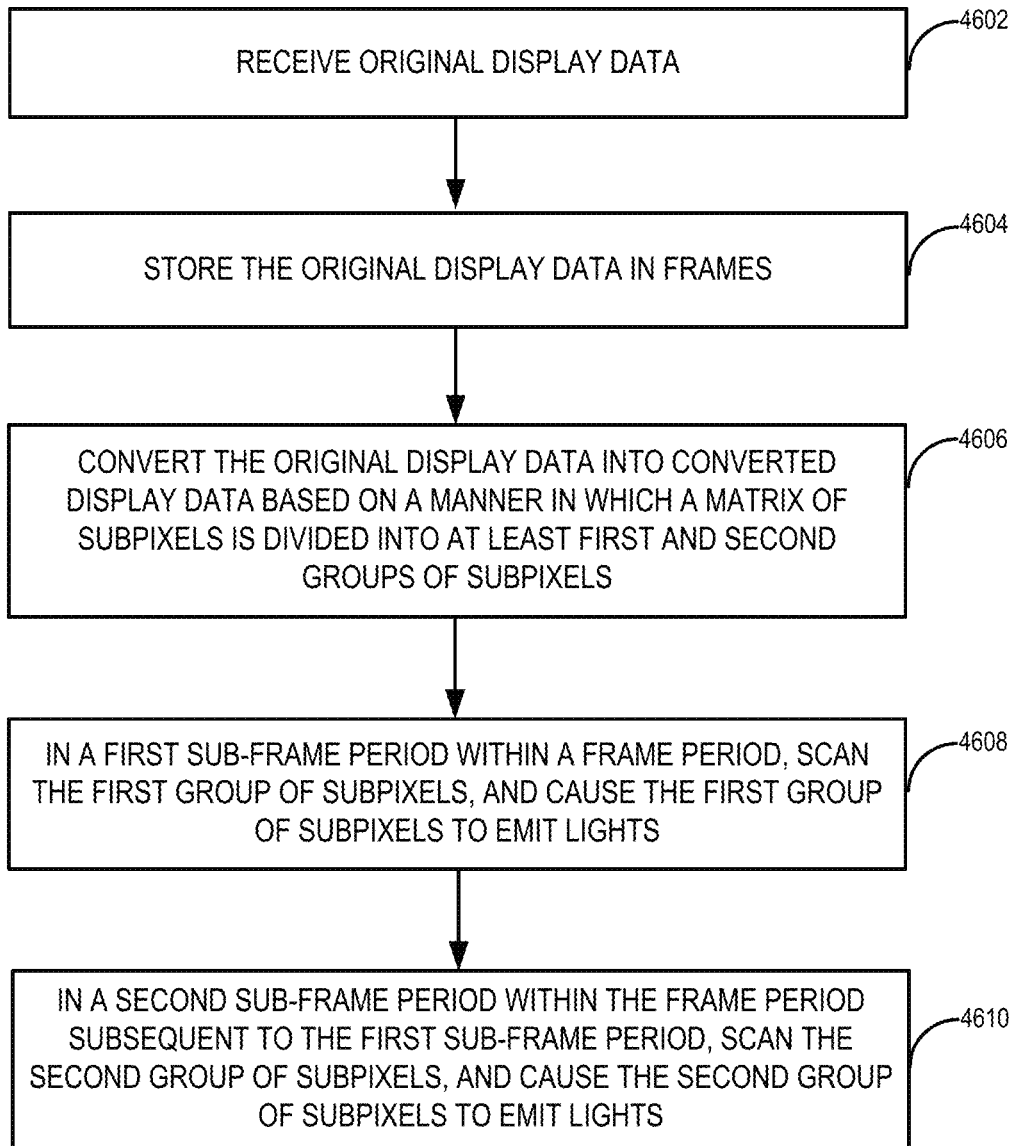 4602
RECEIVE ORIGINAL DISPLAY DATA
4604
STORE THE ORIGINAL DISPLAY DATA IN FRAMES
4606
CONVERT THE ORIGINAL DISPLAY DATA INTO CONVERTED
DISPLAY DATA BASED ON A MANNER IN WHICH A MATRIX OF
SUBPIXELS IS DIVIDED INTO AT LEAST FIRST AND SECOND
GROUPS OF SUBPIXELS
4608
IN A FIRST SUB-FRAME PERIOD WITHIN A FRAME PERIOD, SCAN
THE FIRST GROUP OF SUBPIXELS, AND CAUSE THE FIRST GROUP
OF SUBPIXELS TO EMIT LIGHTS
4610
IN A SECOND SUB-FRAME PERIOD WITHIN THE FRAME PERIOD
SUBSEQUENT TO THE FIRST SUB-FRAME PERIOD, SCAN THE
SECOND GROUP OF SUBPIXELS, AND CAUSE THE SECOND GROUP
OF SUBPIXELS TO EMIT LIGHTS